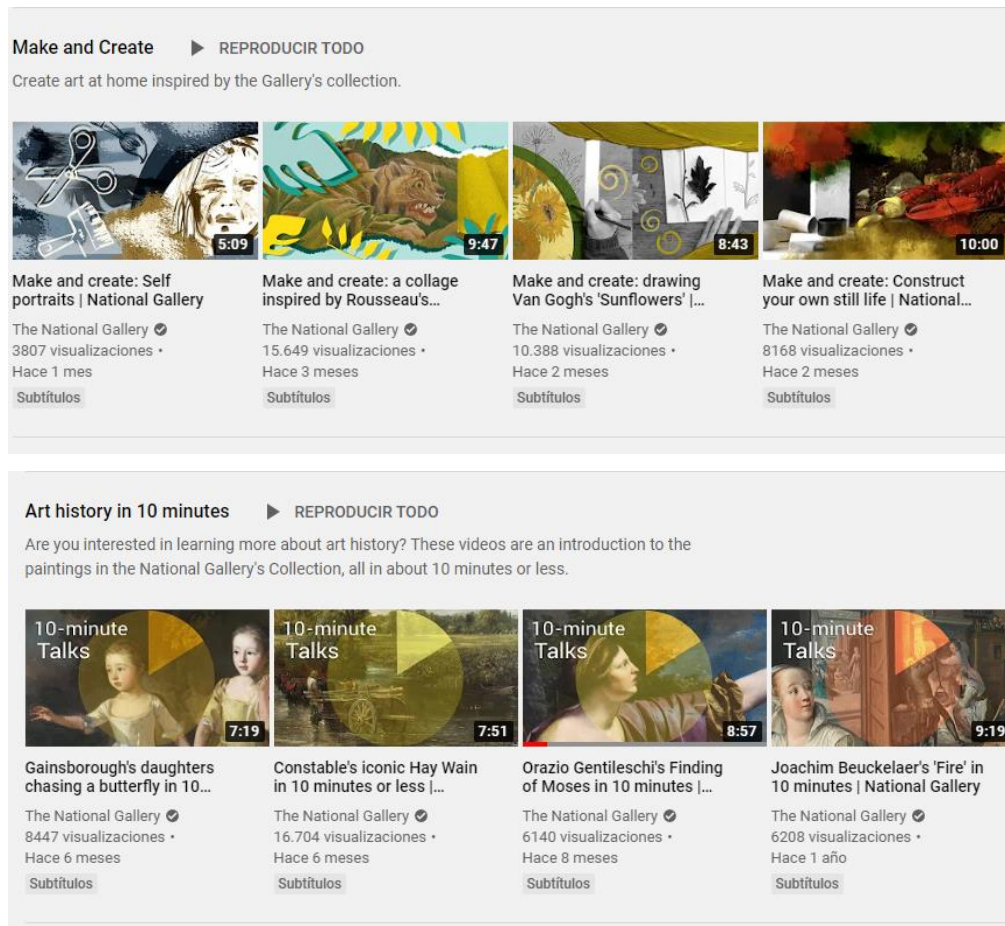 Make and Create ▶ REPRODUCIR TODO
Create art at home inspired by the Gallery's collection.
5:09
Make and create: Self
portraits | National Gallery
The National Gallery
3807 visualizaciones •
Hace 1 mes
Subtítulos
9:47
Make and create: a collage
inspired by Rousseau's...
The National Gallery
15.649 visualizaciones •
Hace 3 meses
Subtítulos
8:43
Make and create: drawing
Van Gogh's 'Sunflowers' |...
The National Gallery
10.388 visualizaciones •
Hace 2 meses
Subtítulos
10:00
Make and create: Construct
your own still life | National...
The National Gallery
8168 visualizaciones •
Hace 2 meses
Subtítulos
Art history in 10 minutes ▶ REPRODUCIR TODO
Are you interested in learning more about art history? These videos are an introduction to the
paintings in the National Gallery's Collection, all in about 10 minutes or less.
10-minute
Talks
7:19
Gainsborough's daughters
chasing a butterfly in 10...
The National Gallery
8447 visualizaciones •
Hace 6 meses
Subtítulos
10-minute
Talks
7:51
Constable's iconic Hay Wain
in 10 minutes or less |...
The National Gallery
16.704 visualizaciones •
Hace 6 meses
Subtítulos
10-minute
Talks
8:57
Orazio Gentileschi's Finding
of Moses in 10 minutes |...
The National Gallery
6140 visualizaciones •
Hace 8 meses
Subtítulos
10-minute
Talks
9:19
Joachim Beuckelaer's 'Fire' in
10 minutes | National Gallery
The National Gallery
6208 visualizaciones •
Hace 1 año
Subtítulos